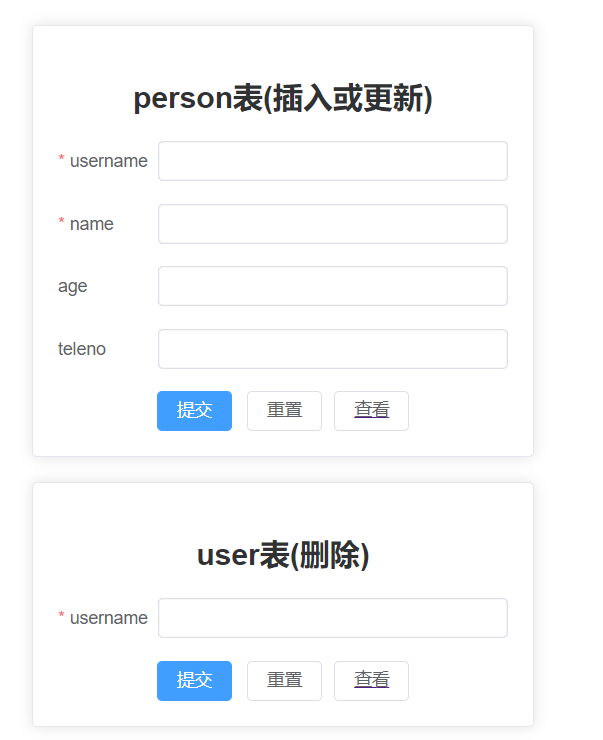 person表(插入或更新)
* username
* name
age
teleno
提交 重置 查看
user表(删除)
* username
提交 重置 查看